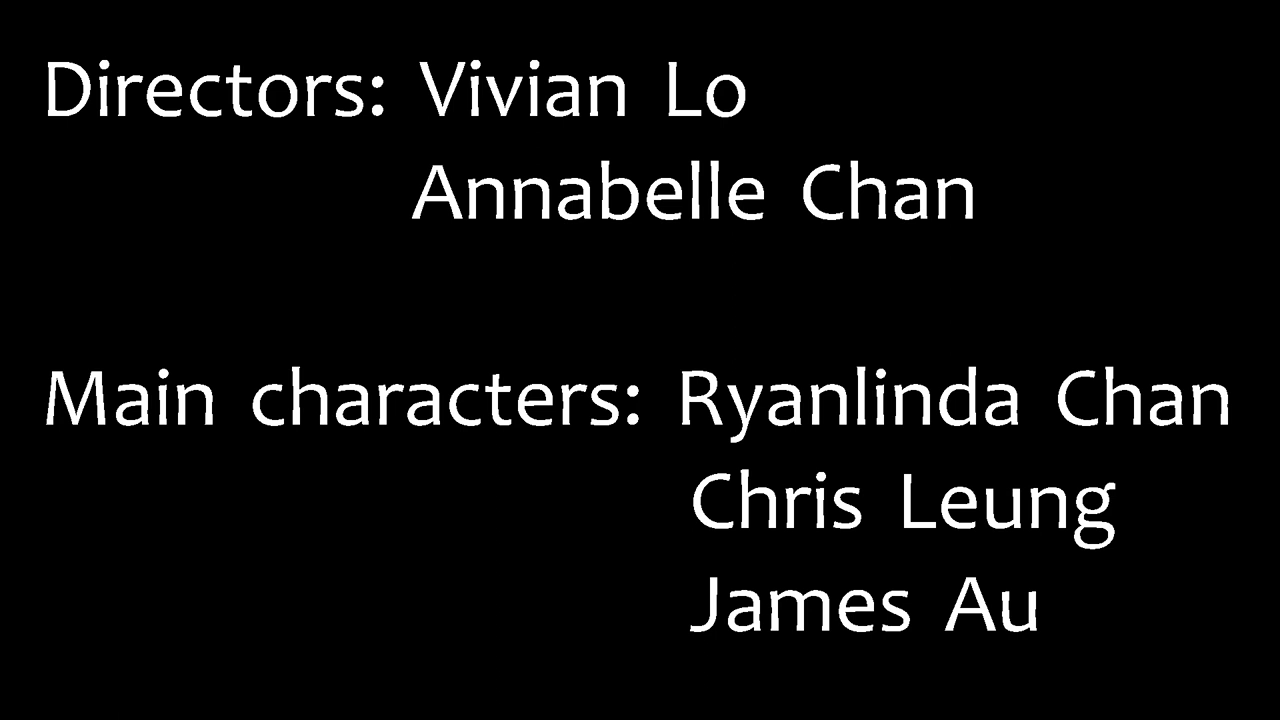 Directors: Vivian Lo
Annabelle Chan
Main characters: Ryanlinda Chan
Chris Leung
James Au